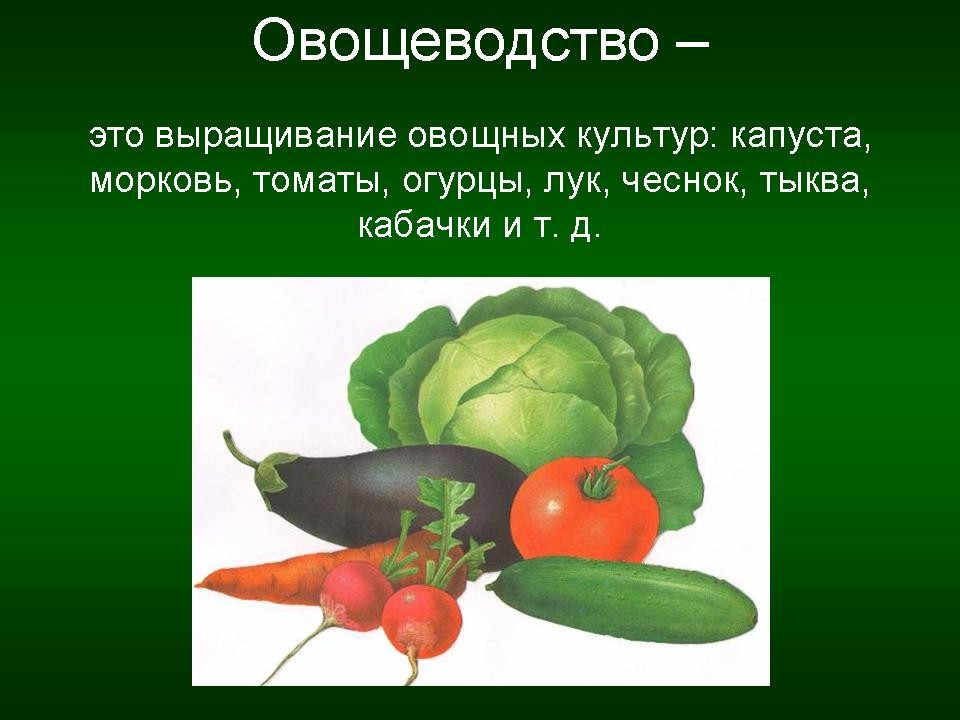 Овощеводство –
это выращивание овощных культур: капуста,
морковь, томаты, огурцы, лук, чеснок, тыква,
кабачки и т. д.